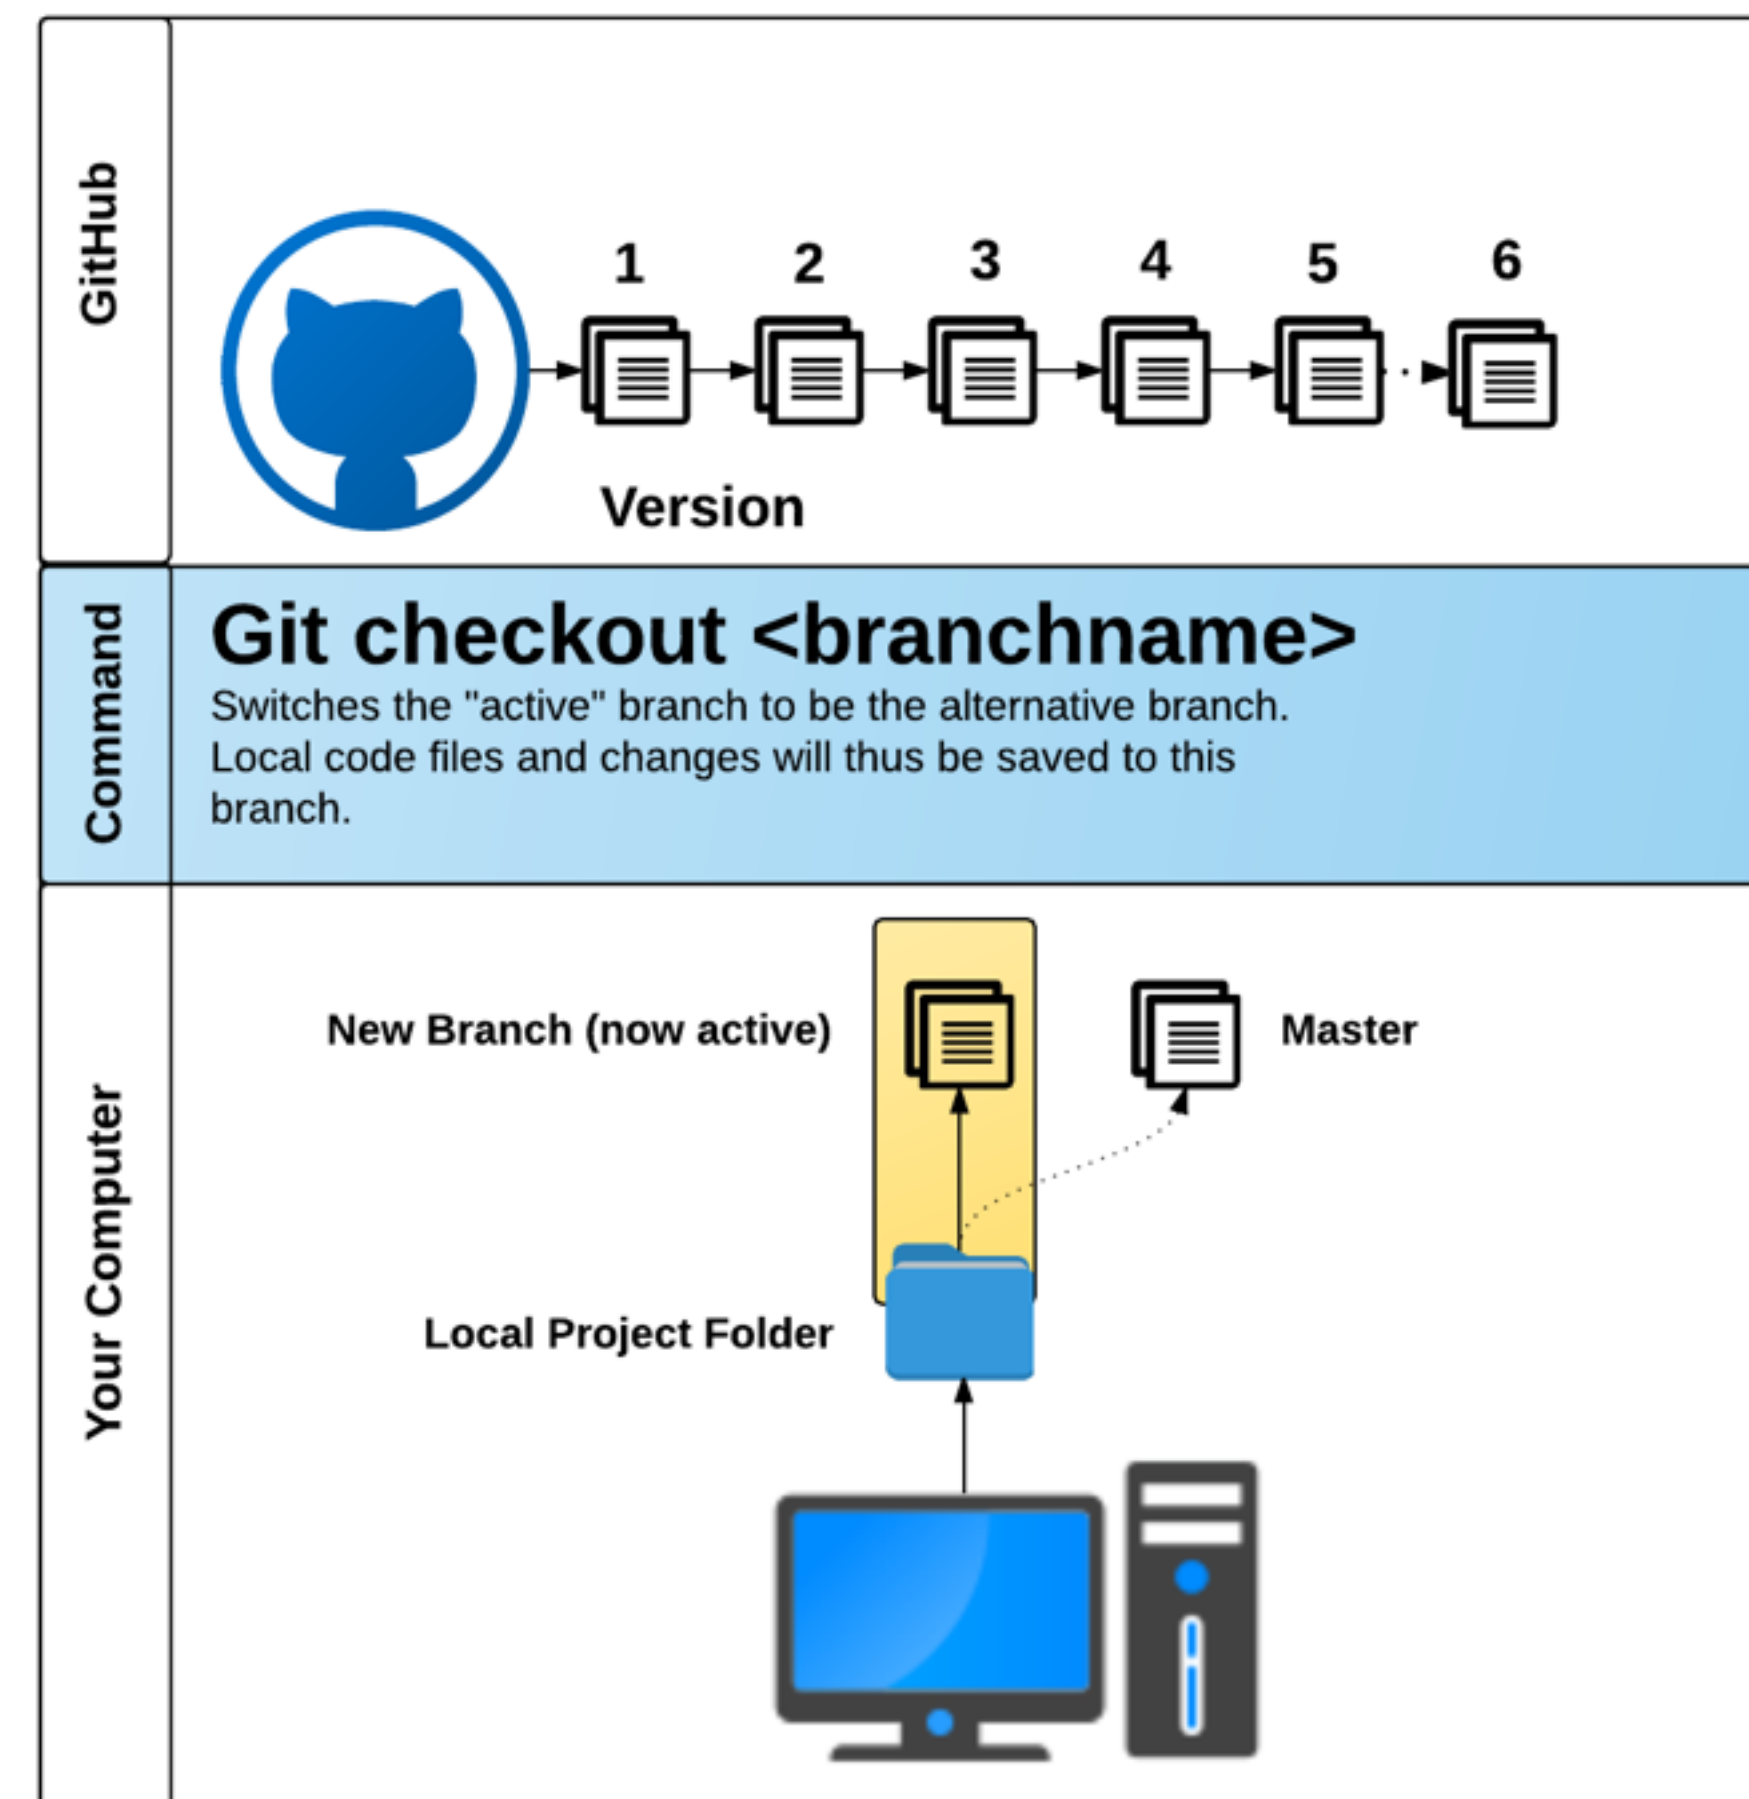 GitHub
1 2 3 4 5 6
Version
Command
Git checkout <branchname>
Switches the "active" branch to be the alternative branch.
Local code files and changes will thus be saved to this
branch.
Your Computer
New Branch (now active)
Master
Local Project Folder